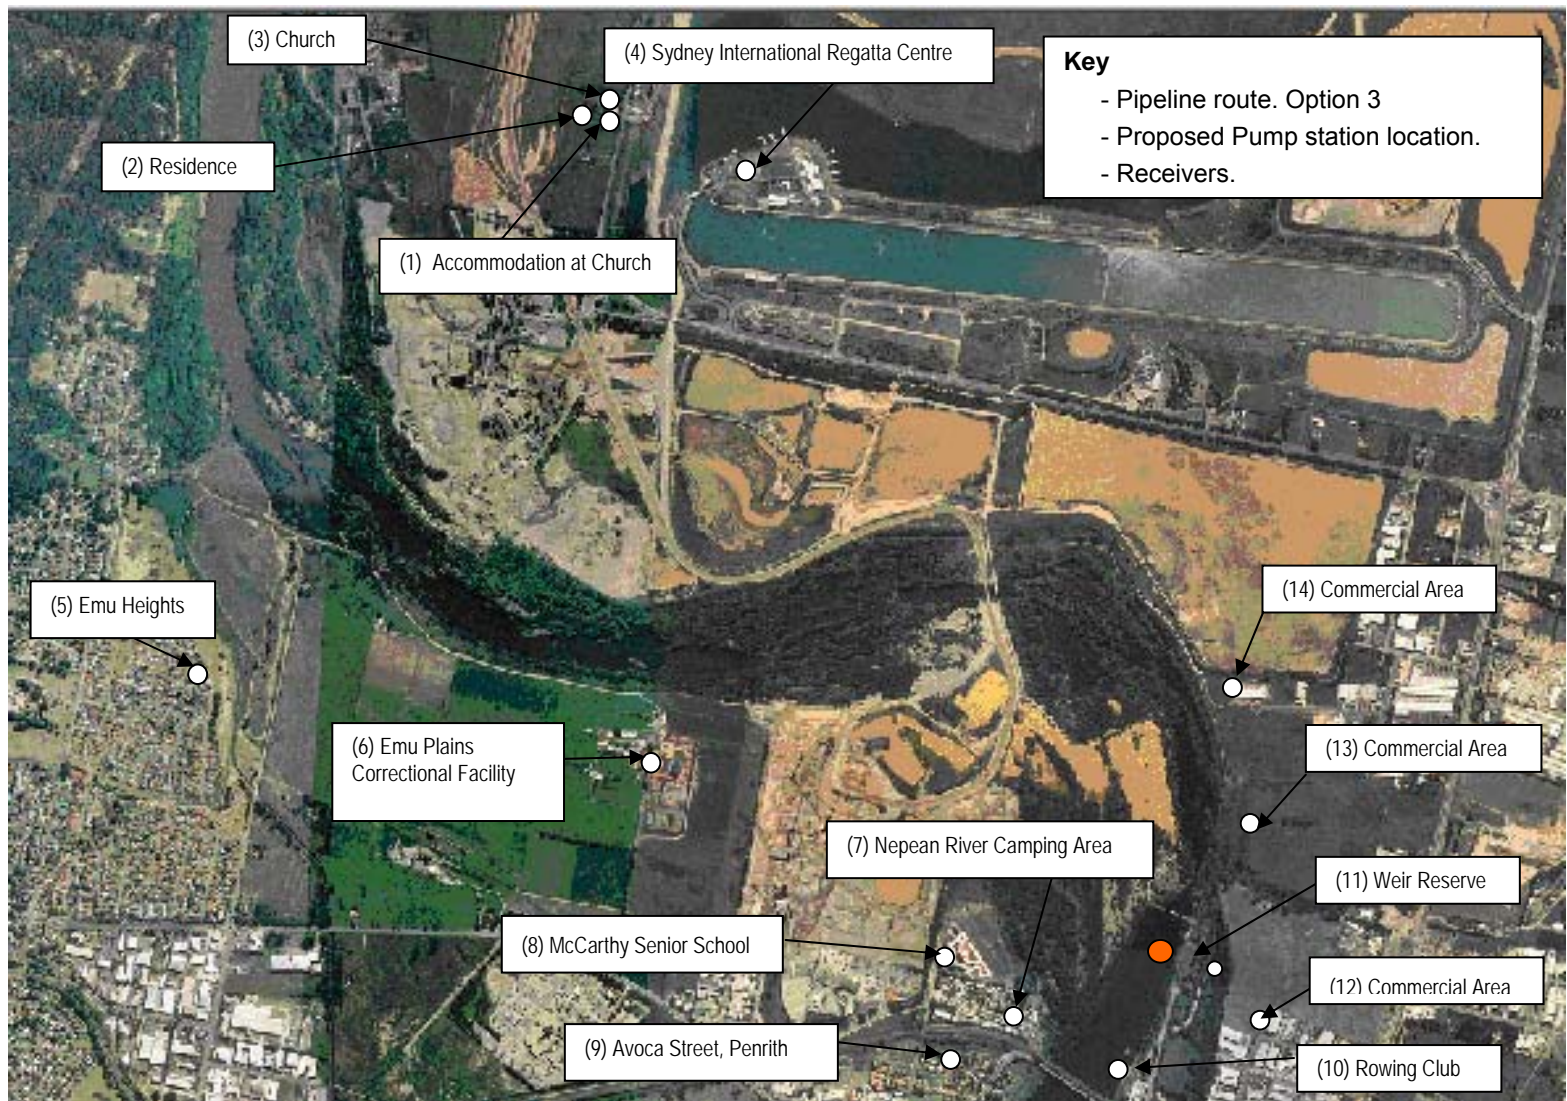 (3) Church
(4) Sydney International Regatta Centre
Key
- Pipeline route. Option 3
- Proposed Pump station location.
- Receivers.
(2) Residence
(1) Accommodation at Church
(5) Emu Heights
(14) Commercial Area
(6) Emu Plains
Correctional Facility
(13) Commercial Area
(7) Nepean River Camping Area
(11) Weir Reserve
(8) McCarthy Senior School
(12) Commercial Area
(9) Avoca Street, Penrith
(10) Rowing Club